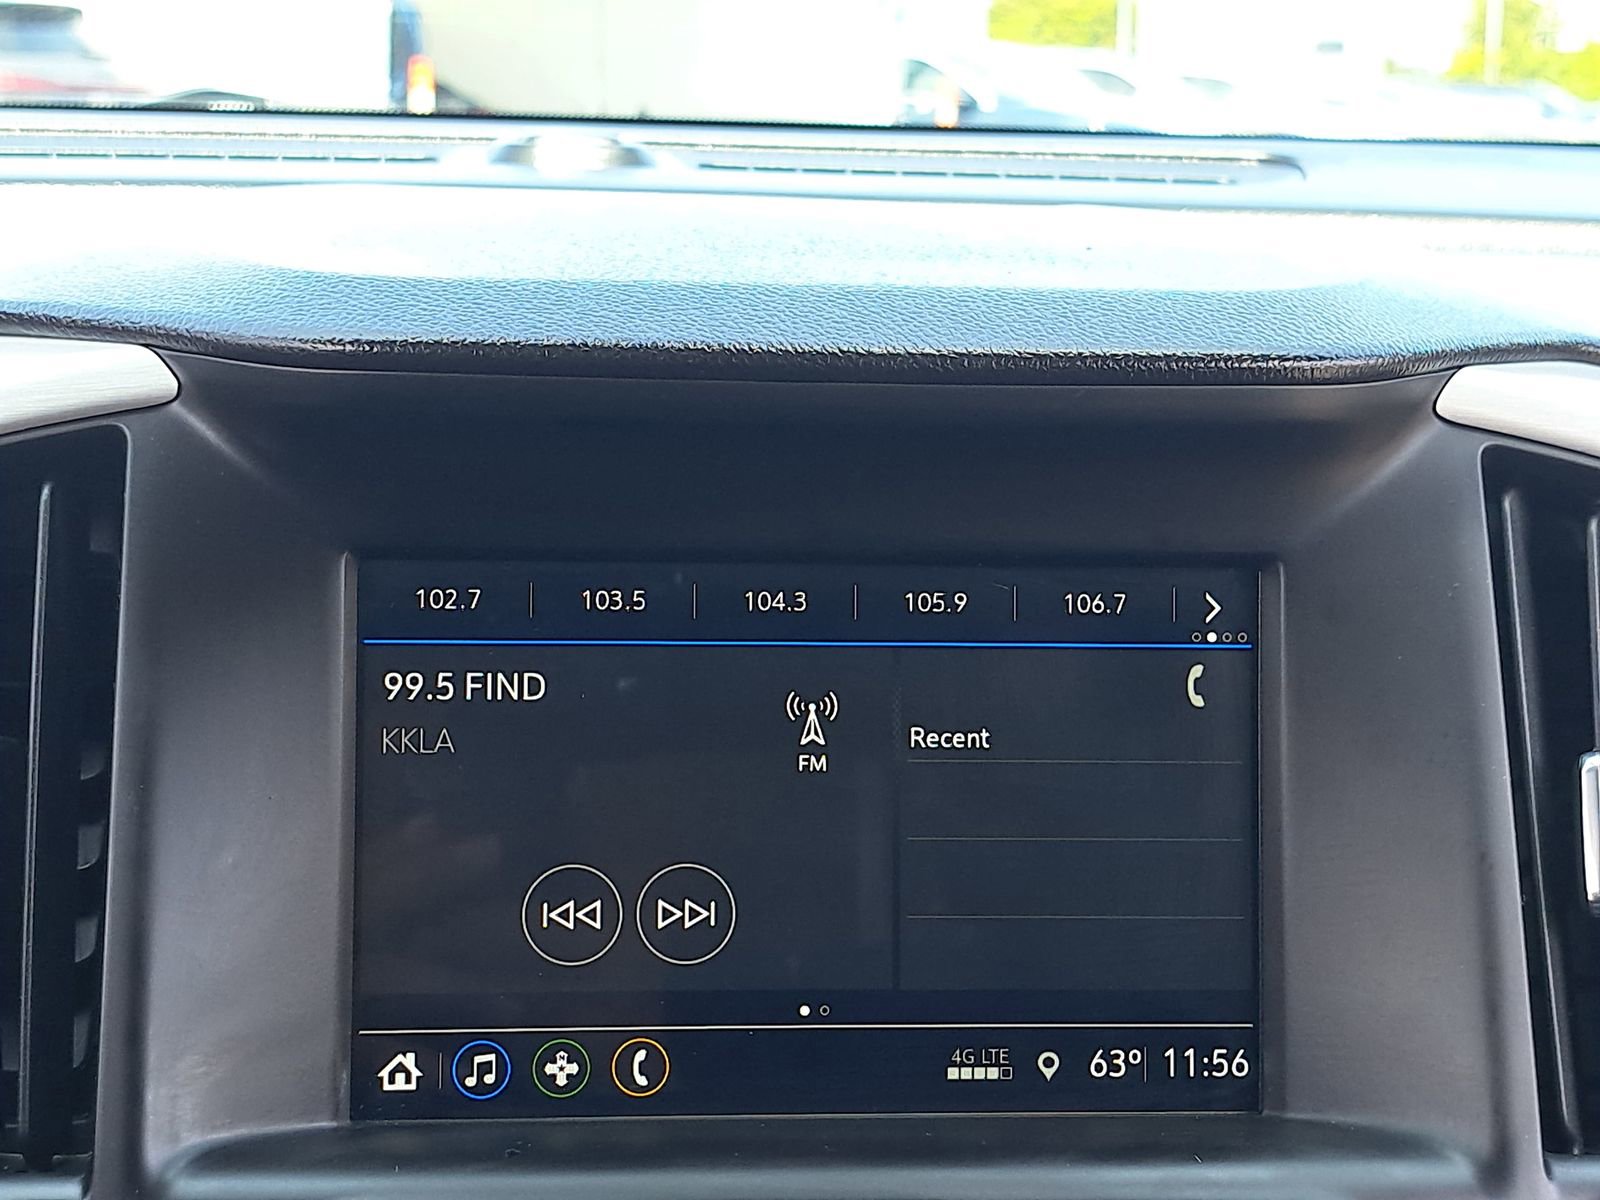 102.7 103.5 104.3 105.9 106.7
99.5 FIND
KKLA
FM
Recent
N
4G LTE 63° 11:56